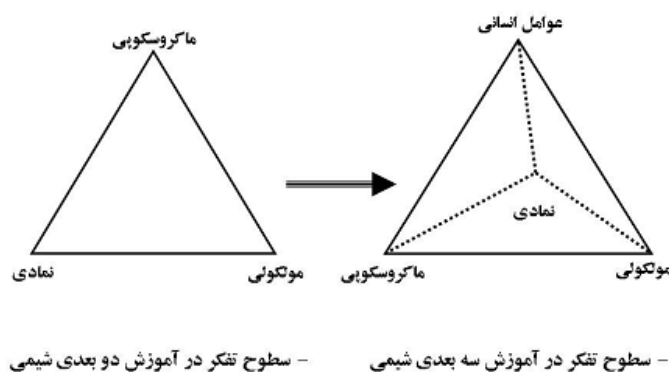 عوامل انسانی
ماکروسکوپی
نمادی
نمادی
مولکولی
ماکروسکوپی
مولکولی
- سطوح تفکر در آموزش سه بعدی شیمی
- سطوح تفکر در آموزش دو بعدی شیمی